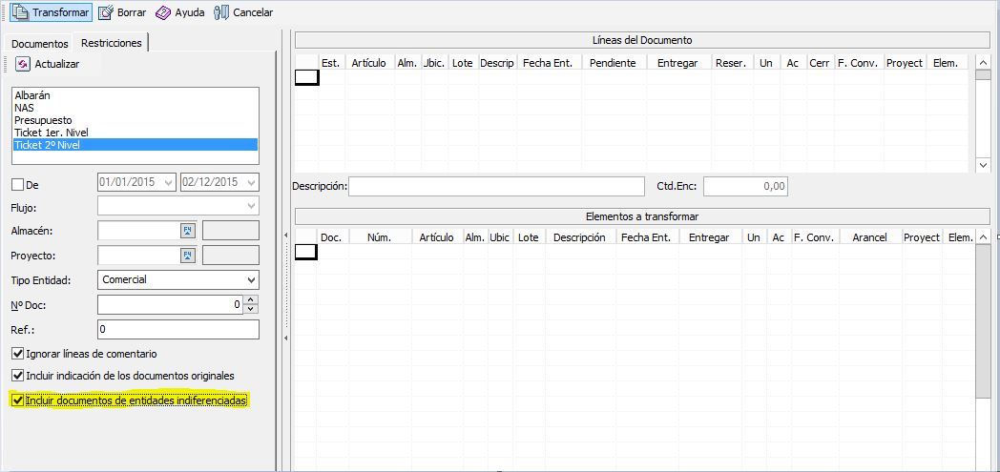 Transformar Borrar Ayuda Cancelar
Documentos Restricciones
Actualizar
Albarán
NAS
Presupuesto
Ticket 1er. Nivel
Ticket 2º Nivel
De 01/01/2015 02/12/2015
Flujo:
Almacén:
Proyecto:
Tipo Entidad: Comercial
Nº Doc: 0
Ref.: 0
Ignorar líneas de comentario
Incluir indicación de los documentos originales
Incluir documentos de entidades indiferenciadas
Líneas del Documento
Est. Artículo Alm. Jbic. Lote Descrip Fecha Ent. Pendiente Entregar Reser. Un Ac Cerr F. Conv. Proyect Elem.
Descripción: Ctd.Enc: 0,00
Elementos a transformar
Doc. Núm. Artículo Alm. Ubic Lote Descripción Fecha Ent. Entregar Un Ac F. Conv. Arancel Proyect Elem.